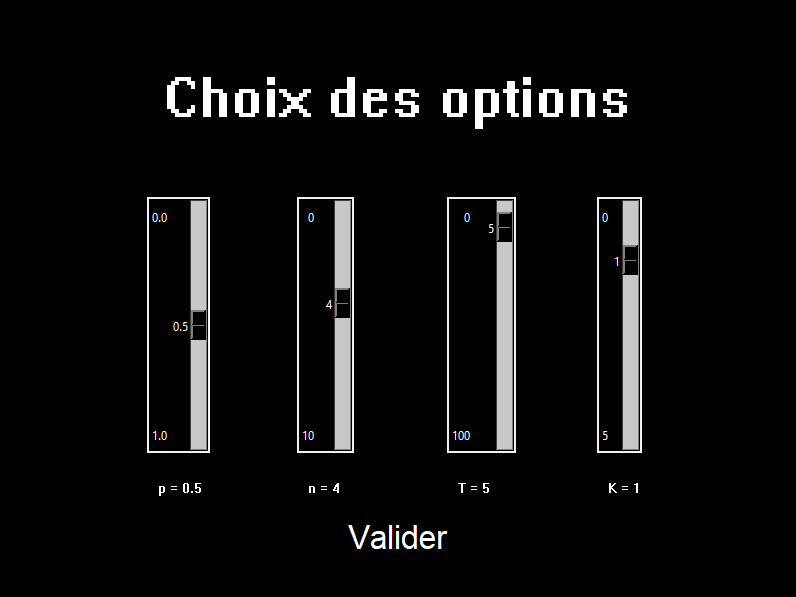 Choix des options
0.0 0 0 0
5
1
4
0.5
1.0 10 100 5
p = 0.5 n = 4 T = 5 K = 1
Valider